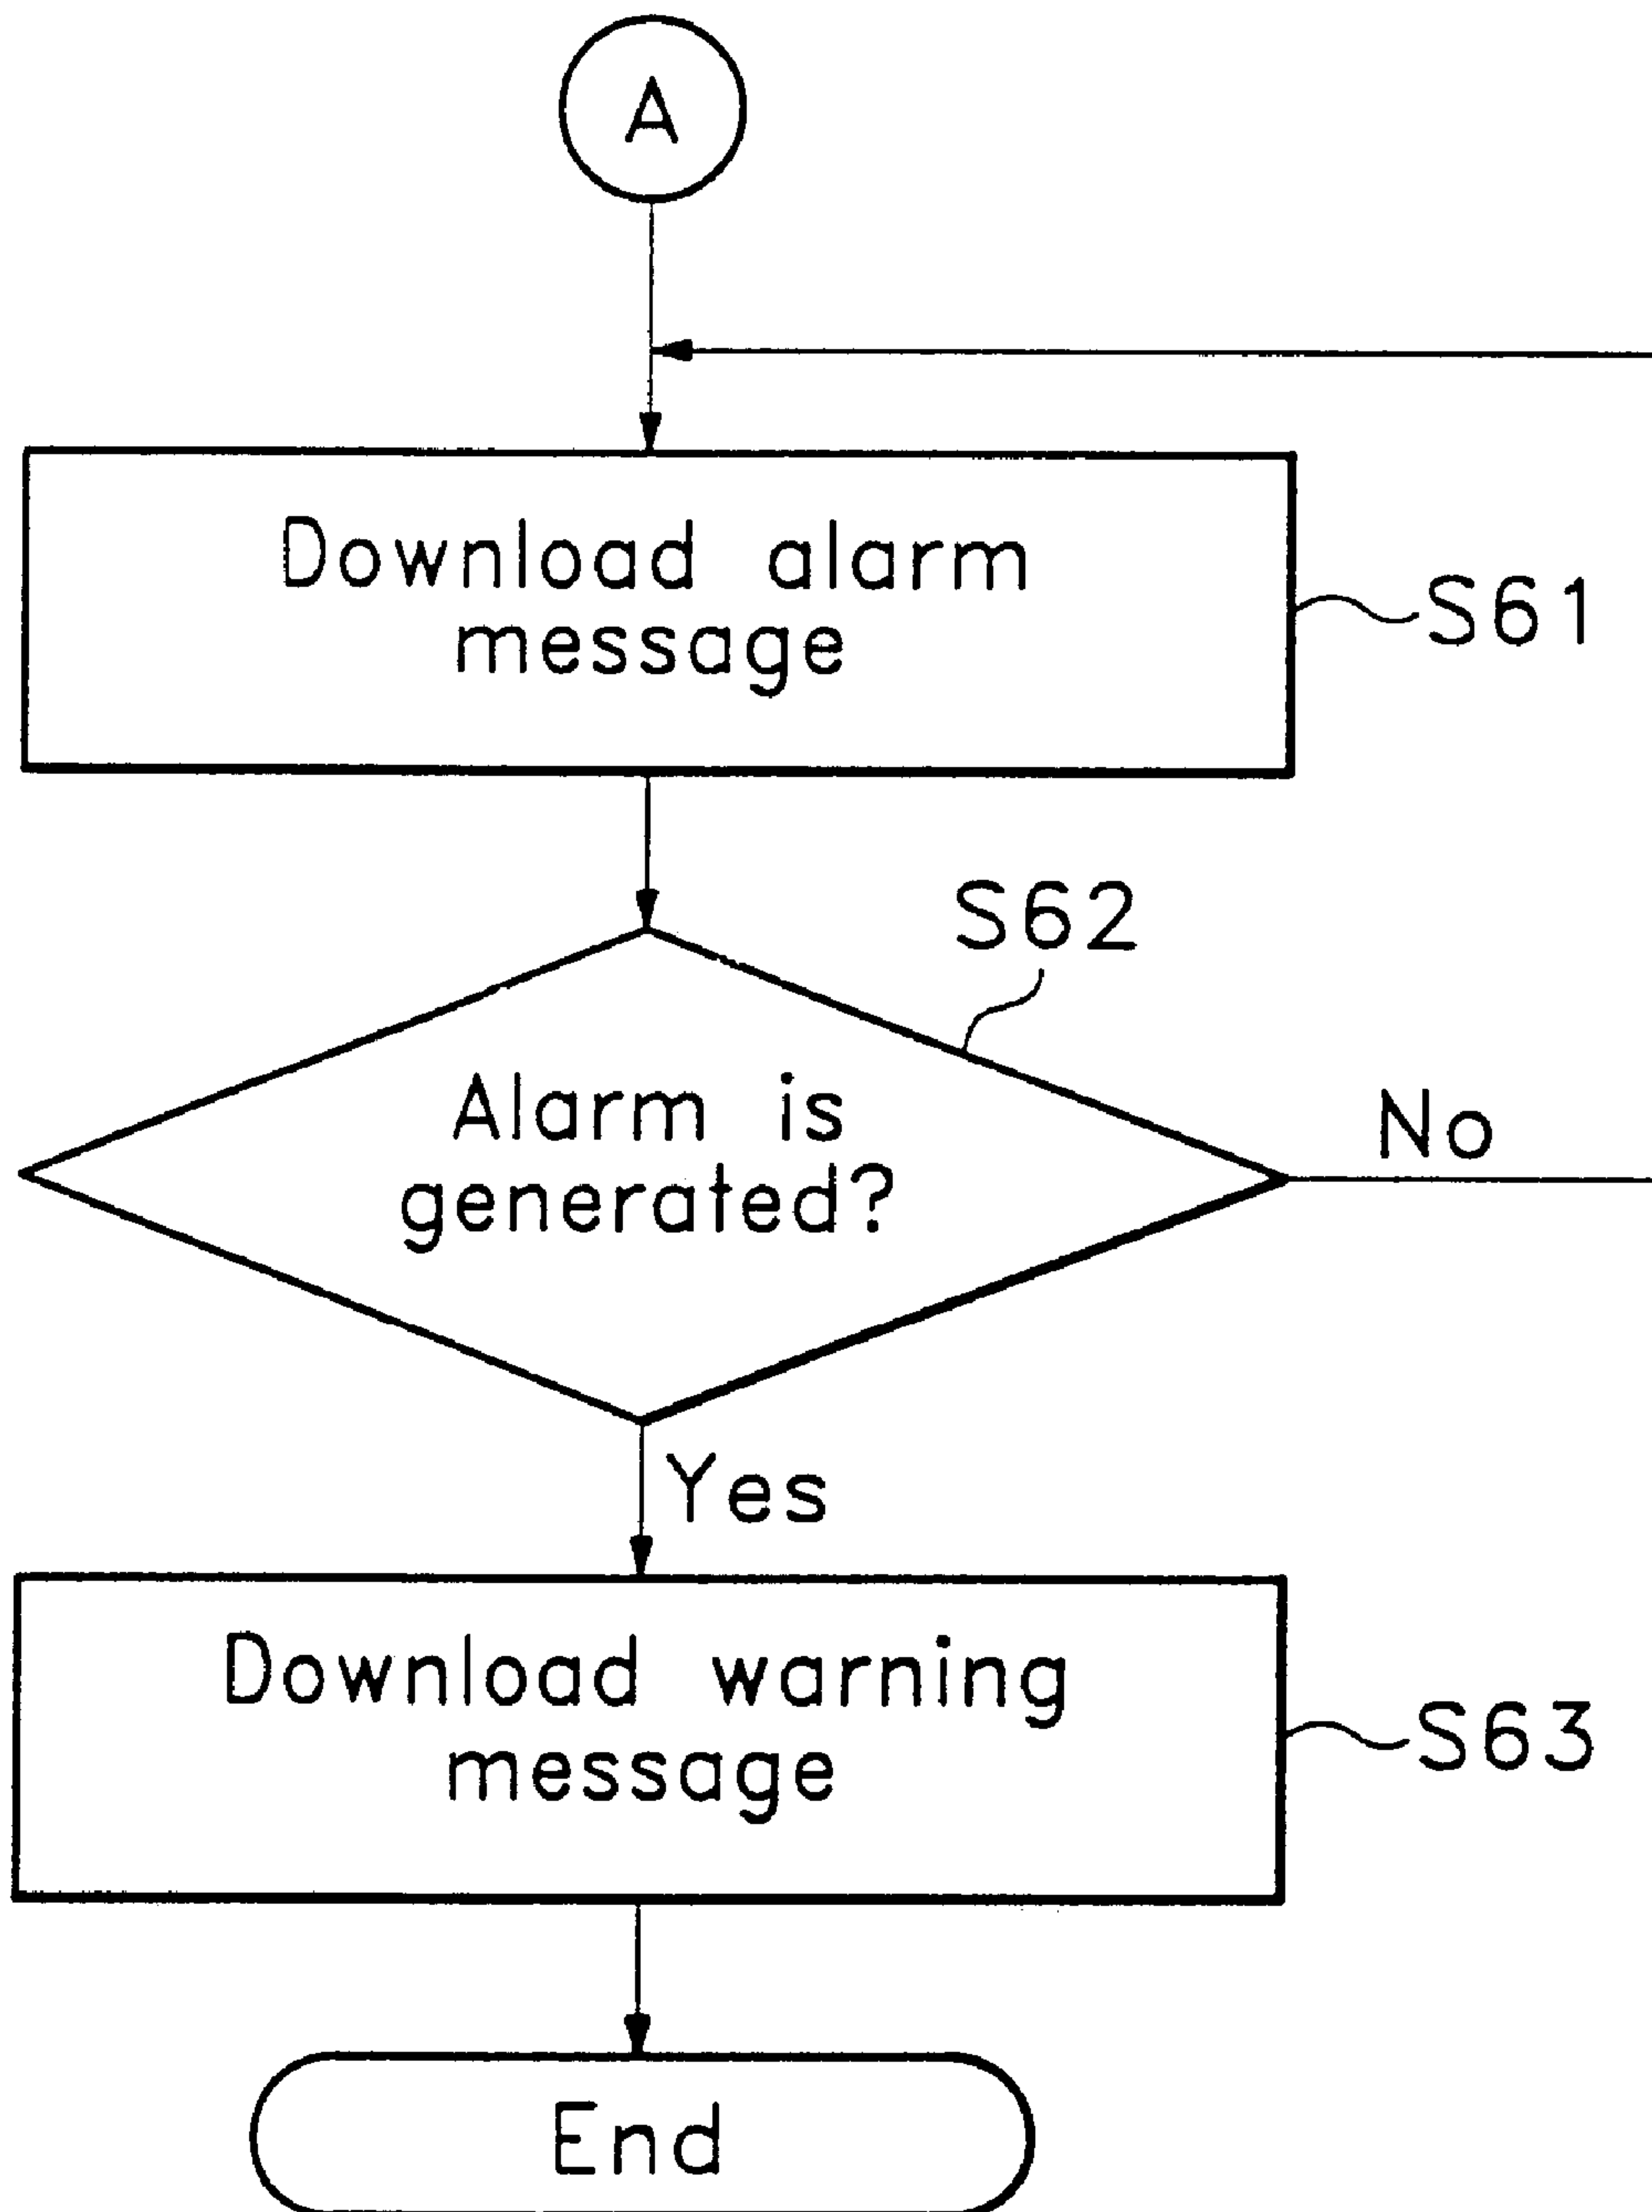 A
Download alarm
message
S61
S62
Alarm is
generated?
No
Yes
Download warning
message
S63
End